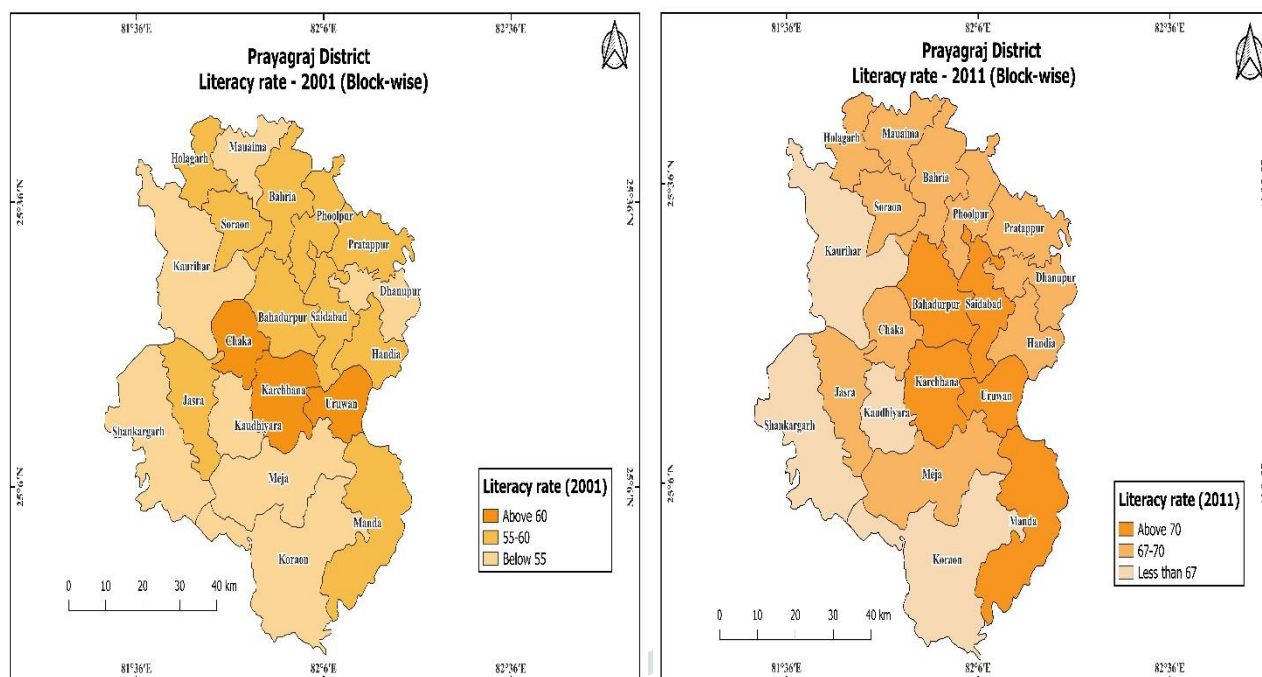 81°36'E 82°6'E 82°36'E
Prayagraj District
Literacy rate - 2001 (Block-wise)
25°36'N
25°36'N
Mauaima
Holagarh
Bahria
Soraon
Phoolpur
Pratappur
Kaurihar
Dhanupur
Bahadurpur
Saidabad
Chaka
Handia
Karchhana
Jasra
Uruwan
Kaudhiyara
Shankargarh
Meja
25°6'N
25°6'N
Manda
Koraon
Literacy rate (2001)
Above 60
55-60
Below 55
0 10 20 30 40 km
81°36'E 82°6'E 82°36'E
81°36'E 82°6'E 82°36'E
Prayagraj District
Literacy rate - 2011 (Block-wise)
25°36'N
Mauaima
Holagarh
Bahria
Soraon
Phoolpur
Pratappur
Kaurihar
Dhanupur
Bahadurpur
Saidabad
Chaka
Handia
Jasra
Karchhana
Uruwan
Kaudhiyara
Shankargarh
Meja
25°6'N
Manda
Koraon
Literacy rate (2011)
Above 70
67-70
Less than 67
0 10 20 30 40 km
81°36'E 82°6'E 82°36'E